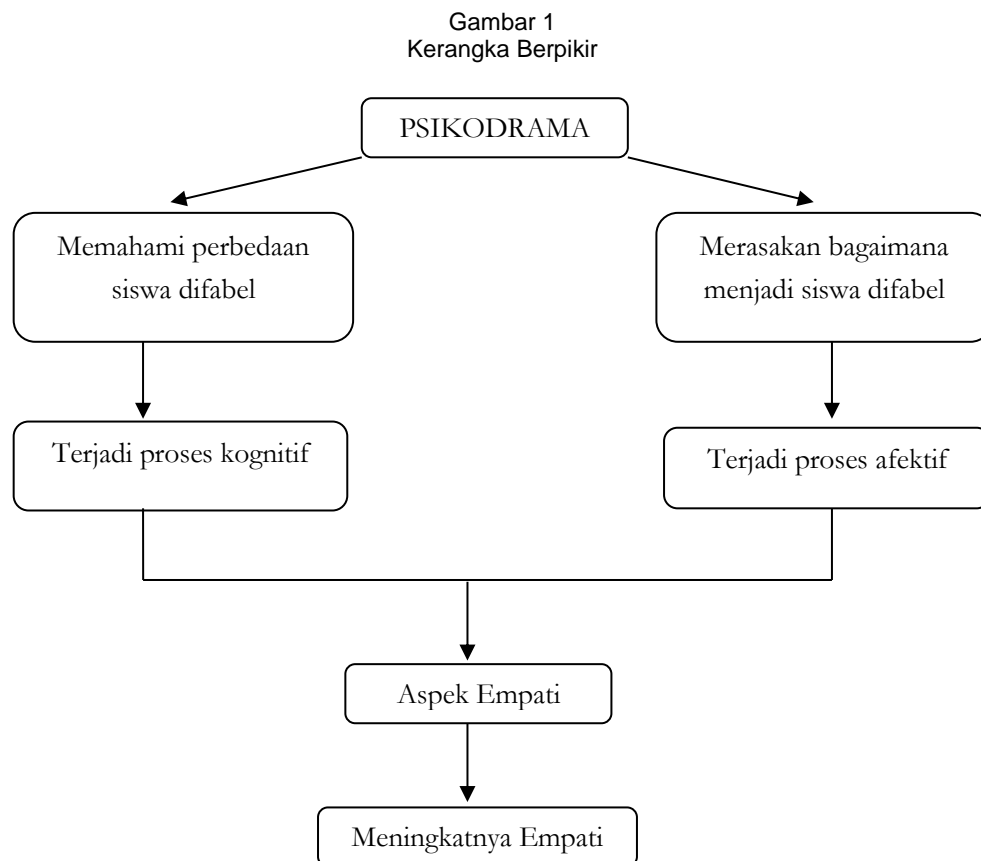 Gambar 1
Kerangka Berpikir
PSIKODRAMA
Memahami perbedaan
siswa difabel
Merasakan bagaimana
menjadi siswa difabel
Terjadi proses kognitif
Terjadi proses afektif
Aspek Empati
Meningkatnya Empati